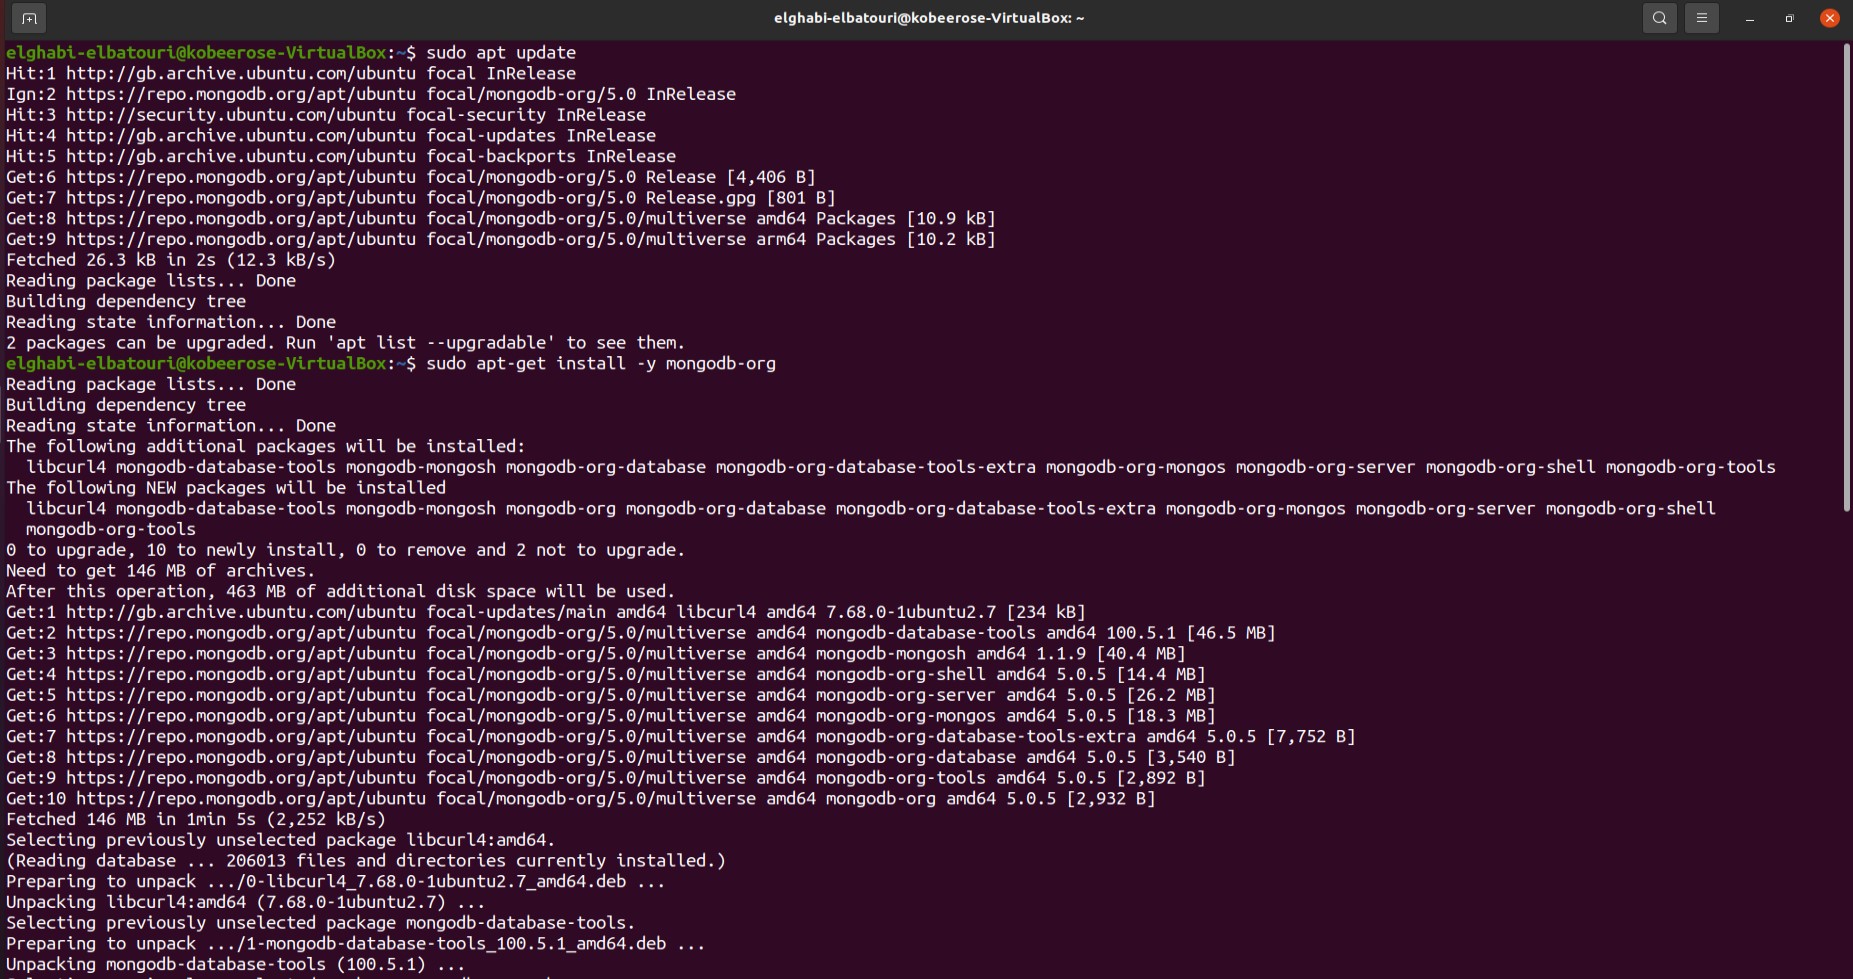 elghabi-elbatouri@kobeerose-VirtualBox: ~
elghabi-elbatouri@kobeerose-VirtualBox:~$ sudo apt update
Hit:1 http://gb.archive.ubuntu.com/ubuntu focal InRelease
Ign:2 https://repo.mongodb.org/apt/ubuntu focal/mongodb-org/5.0 InRelease
Hit:3 http://security.ubuntu.com/ubuntu focal-security InRelease
Hit:4 http://gb.archive.ubuntu.com/ubuntu focal-updates InRelease
Hit:5 http://gb.archive.ubuntu.com/ubuntu focal-backports InRelease
Get:6 https://repo.mongodb.org/apt/ubuntu focal/mongodb-org/5.0 Release [4,406 B]
Get:7 https://repo.mongodb.org/apt/ubuntu focal/mongodb-org/5.0 Release.gpg [801 B]
Get:8 https://repo.mongodb.org/apt/ubuntu focal/mongodb-org/5.0/multiverse amd64 Packages [10.9 kB]
Get:9 https://repo.mongodb.org/apt/ubuntu focal/mongodb-org/5.0/multiverse arm64 Packages [10.2 kB]
Fetched 26.3 kB in 2s (12.3 kB/s)
Reading package lists... Done
Building dependency tree
Reading state information... Done
2 packages can be upgraded. Run 'apt list --upgradable' to see them.
elghabi-elbatouri@kobeerose-VirtualBox:~$ sudo apt-get install -y mongodb-org
Reading package lists... Done
Building dependency tree
Reading state information... Done
The following additional packages will be installed:
  libcurl4 mongodb-database-tools mongodb-mongosh mongodb-org-database mongodb-org-database-tools-extra mongodb-org-mongos mongodb-org-server mongodb-org-shell mongodb-org-tools
The following NEW packages will be installed
  libcurl4 mongodb-database-tools mongodb-mongosh mongodb-org mongodb-org-database mongodb-org-database-tools-extra mongodb-org-mongos mongodb-org-server mongodb-org-shell
  mongodb-org-tools
0 to upgrade, 10 to newly install, 0 to remove and 2 not to upgrade.
Need to get 146 MB of archives.
After this operation, 463 MB of additional disk space will be used.
Get:1 http://gb.archive.ubuntu.com/ubuntu focal-updates/main amd64 libcurl4 amd64 7.68.0-1ubuntu2.7 [234 kB]
Get:2 https://repo.mongodb.org/apt/ubuntu focal/mongodb-org/5.0/multiverse amd64 mongodb-database-tools amd64 100.5.1 [46.5 MB]
Get:3 https://repo.mongodb.org/apt/ubuntu focal/mongodb-org/5.0/multiverse amd64 mongodb-mongosh amd64 1.1.9 [40.4 MB]
Get:4 https://repo.mongodb.org/apt/ubuntu focal/mongodb-org/5.0/multiverse amd64 mongodb-org-shell amd64 5.0.5 [14.4 MB]
Get:5 https://repo.mongodb.org/apt/ubuntu focal/mongodb-org/5.0/multiverse amd64 mongodb-org-server amd64 5.0.5 [26.2 MB]
Get:6 https://repo.mongodb.org/apt/ubuntu focal/mongodb-org/5.0/multiverse amd64 mongodb-org-mongos amd64 5.0.5 [18.3 MB]
Get:7 https://repo.mongodb.org/apt/ubuntu focal/mongodb-org/5.0/multiverse amd64 mongodb-org-database-tools-extra amd64 5.0.5 [7,752 B]
Get:8 https://repo.mongodb.org/apt/ubuntu focal/mongodb-org/5.0/multiverse amd64 mongodb-org-database amd64 5.0.5 [3,540 B]
Get:9 https://repo.mongodb.org/apt/ubuntu focal/mongodb-org/5.0/multiverse amd64 mongodb-org-tools amd64 5.0.5 [2,892 B]
Get:10 https://repo.mongodb.org/apt/ubuntu focal/mongodb-org/5.0/multiverse amd64 mongodb-org amd64 5.0.5 [2,932 B]
Fetched 146 MB in 1min 5s (2,252 kB/s)
Selecting previously unselected package libcurl4:amd64.
(Reading database ... 206013 files and directories currently installed.)
Preparing to unpack .../0-libcurl4_7.68.0-1ubuntu2.7_amd64.deb ...
Unpacking libcurl4:amd64 (7.68.0-1ubuntu2.7) ...
Selecting previously unselected package mongodb-database-tools.
Preparing to unpack .../1-mongodb-database-tools_100.5.1_amd64.deb ...
Unpacking mongodb-database-tools (100.5.1) ...